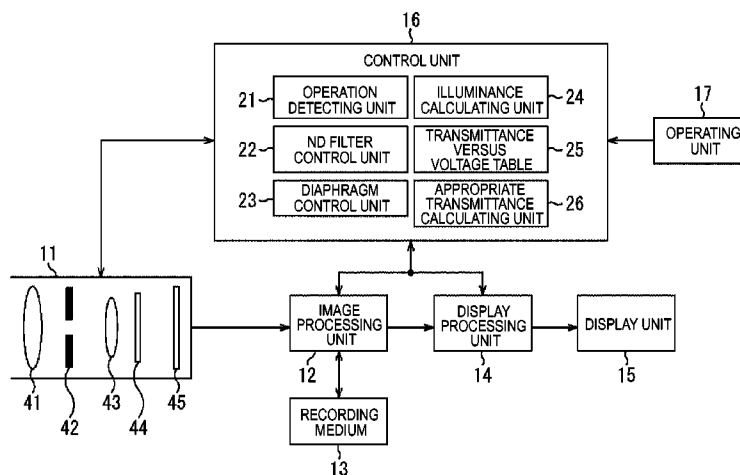 16
CONTROL UNIT
21
OPERATION
DETECTING UNIT
ILLUMINANCE
CALCULATING UNIT
24
17
22
ND FILTER
CONTROL UNIT
TRANSMITTANCE
VERSUS
VOLTAGE TABLE
25
OPERATING
UNIT
23
DIAPHRAGM
CONTROL UNIT
APPROPRIATE
TRANSMITTANCE
CALCULATING UNIT
26
11
IMAGE
PROCESSING
UNIT
DISPLAY
PROCESSING
UNIT
DISPLAY UNIT
41
42
43
44
45
12
14
15
RECORDING
MEDIUM
13